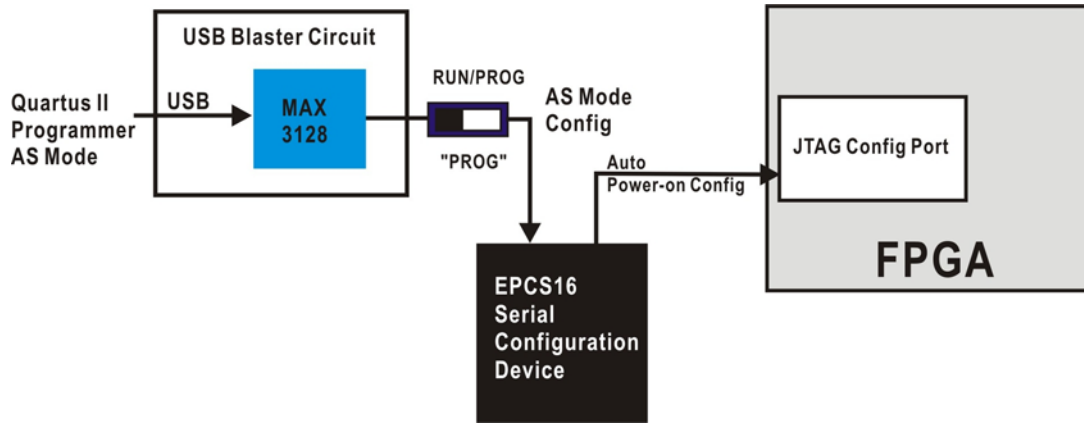 USB Blaster Circuit
Quartus II
Programmer
AS Mode
USB
MAX
3128
RUN/PROG
"PROG"
AS Mode
Config
Auto
Power-on Config
JTAG Config Port
FPGA
EPCS16
Serial
Configuration
Device